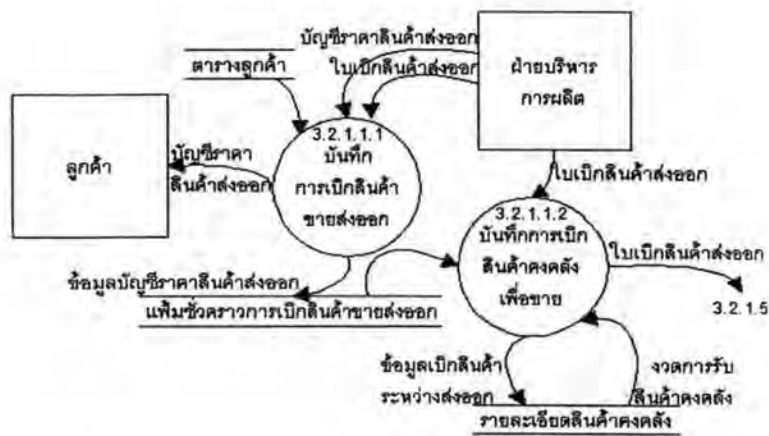 บัญชีราคาสินค้าส่งออก
ตารางลูกค้า
ใบเบิกสินค้าส่งออก
ฝ่ายบริหาร
การผลิต
3.2.1.1.1
บันทึก
การเบิกสินค้า
ขายส่งออก
ลูกค้า
บัญชีราคา
สินค้าส่งออก
ใบเบิกสินค้าส่งออก
3.2.1.1.2
บันทึกการเบิก
สินค้าคงคลัง
เพื่อขาย
ใบเบิกสินค้าส่งออก
3.2.1.5
ข้อมูลบัญชีราคาสินค้าส่งออก
แฟ้มชั่วคราวการเบิกสินค้าขายส่งออก
ข้อมูลเบิกสินค้า
ระหว่างส่งออก
งวดการรับ
สินค้าคงคลัง
รายละเอียดสินค้าคงคลัง